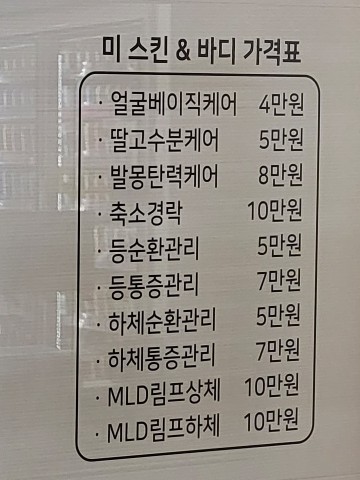 미 스킨 & 바디 가격표
· 얼굴베이직케어 4만원
· 딸고수분케어 5만원
· 발몽탄력케어 8만원
· 축소경락 10만원
· 등순환관리 5만원
· 등통증관리 7만원
· 하체순환관리 5만원
· 하체통증관리 7만원
· MLD림프상체 10만원
· MLD림프하체 10만원